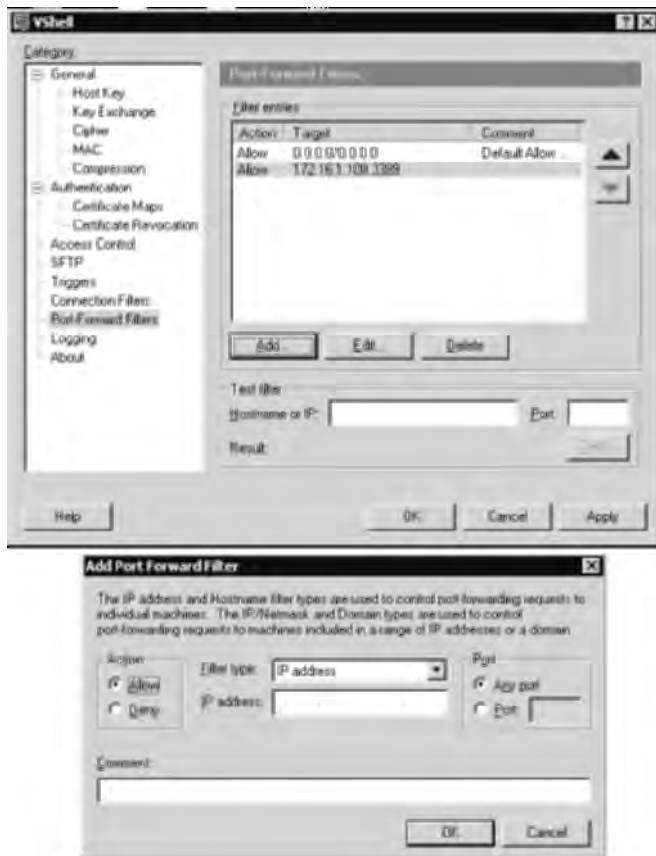 VShell
Category:
General
Host Key
Key Exchange
Cipher
MAC
Compression
Authentication
Certificate Maps
Certificate Revocation
Access Control
SFTP
Triggers
Connection Filters
Port-Forward Filters
Logging
About
Port-Forward Filters
Filter entries
Action Target Comment
Allow 0.0.0.0/0.0.0.0 Default Allow ...
Allow 172.16.1.108:3389
Add... Edit... Delete
Test filter
Hostname or IP: Port:
Result:
Help OK Cancel Apply
Add Port Forward Filter
The IP address and Hostname filter types are used to control port-forwarding requests to
individual machines. The IP/Netmask and Domain types are used to control
port-forwarding requests to machines included in a range of IP addresses or a domain
Action
Allow
Deny
Filter type: IP address
IP address:
Port
Any port
Port:
Comment:
OK Cancel